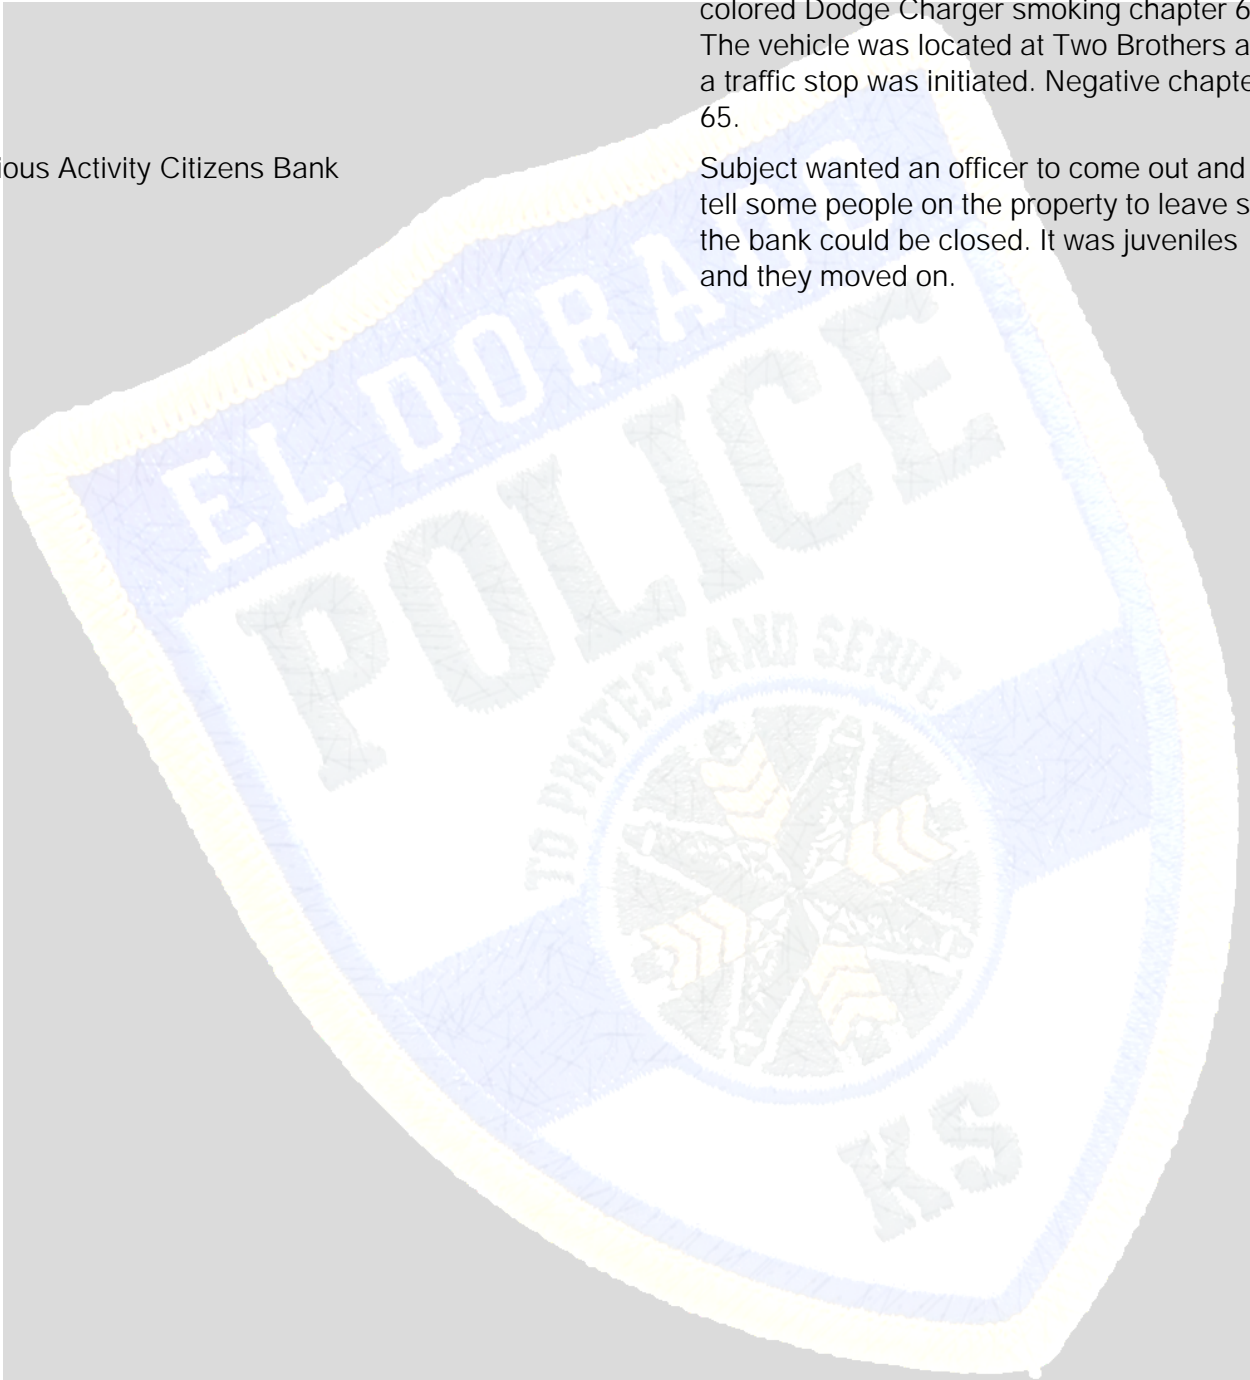 colored Dodge Charger smoking chapter 6
The vehicle was located at Two Brothers a
a traffic stop was initiated. Negative chapte
65.
ious Activity Citizens Bank
Subject wanted an officer to come out and
tell some people on the property to leave s
the bank could be closed. It was juveniles
and they moved on.
EL DORADO
POLICE
TO PROTECT AND SERVE
KS